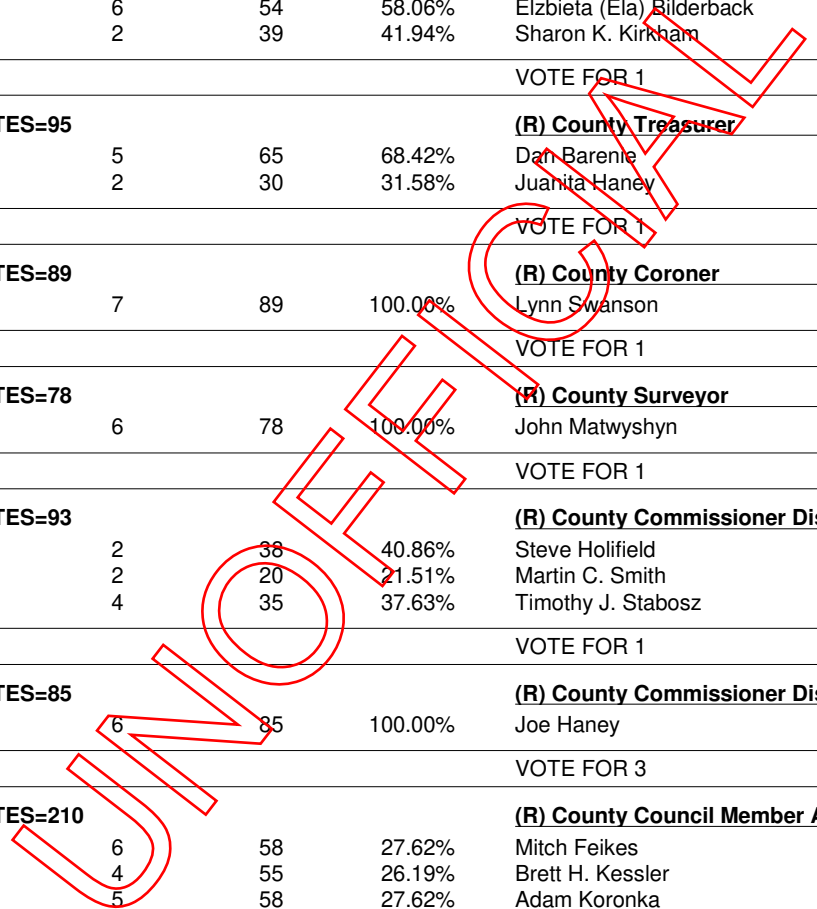 6 54 58.06% Elzbieta (Ela) Bilderback
2 39 41.94% Sharon K. Kirkham
VOTE FOR 1
TES=95 (R) County Treasurer
5 65 68.42% Dan Barenie
2 30 31.58% Juanita Haney
VOTE FOR 1
TES=89 (R) County Coroner
7 89 100.00% Lynn Swanson
VOTE FOR 1
TES=78 (R) County Surveyor
6 78 100.00% John Matwyshyn
VOTE FOR 1
TES=93 (R) County Commissioner Dis
2 38 40.86% Steve Holifield
2 20 21.51% Martin C. Smith
4 35 37.63% Timothy J. Stabosz
VOTE FOR 1
TES=85 (R) County Commissioner Dis
6 85 100.00% Joe Haney
VOTE FOR 3
TES=210 (R) County Council Member A
6 58 27.62% Mitch Feikes
4 55 26.19% Brett H. Kessler
5 58 27.62% Adam Koronka
UNOFFICIAL